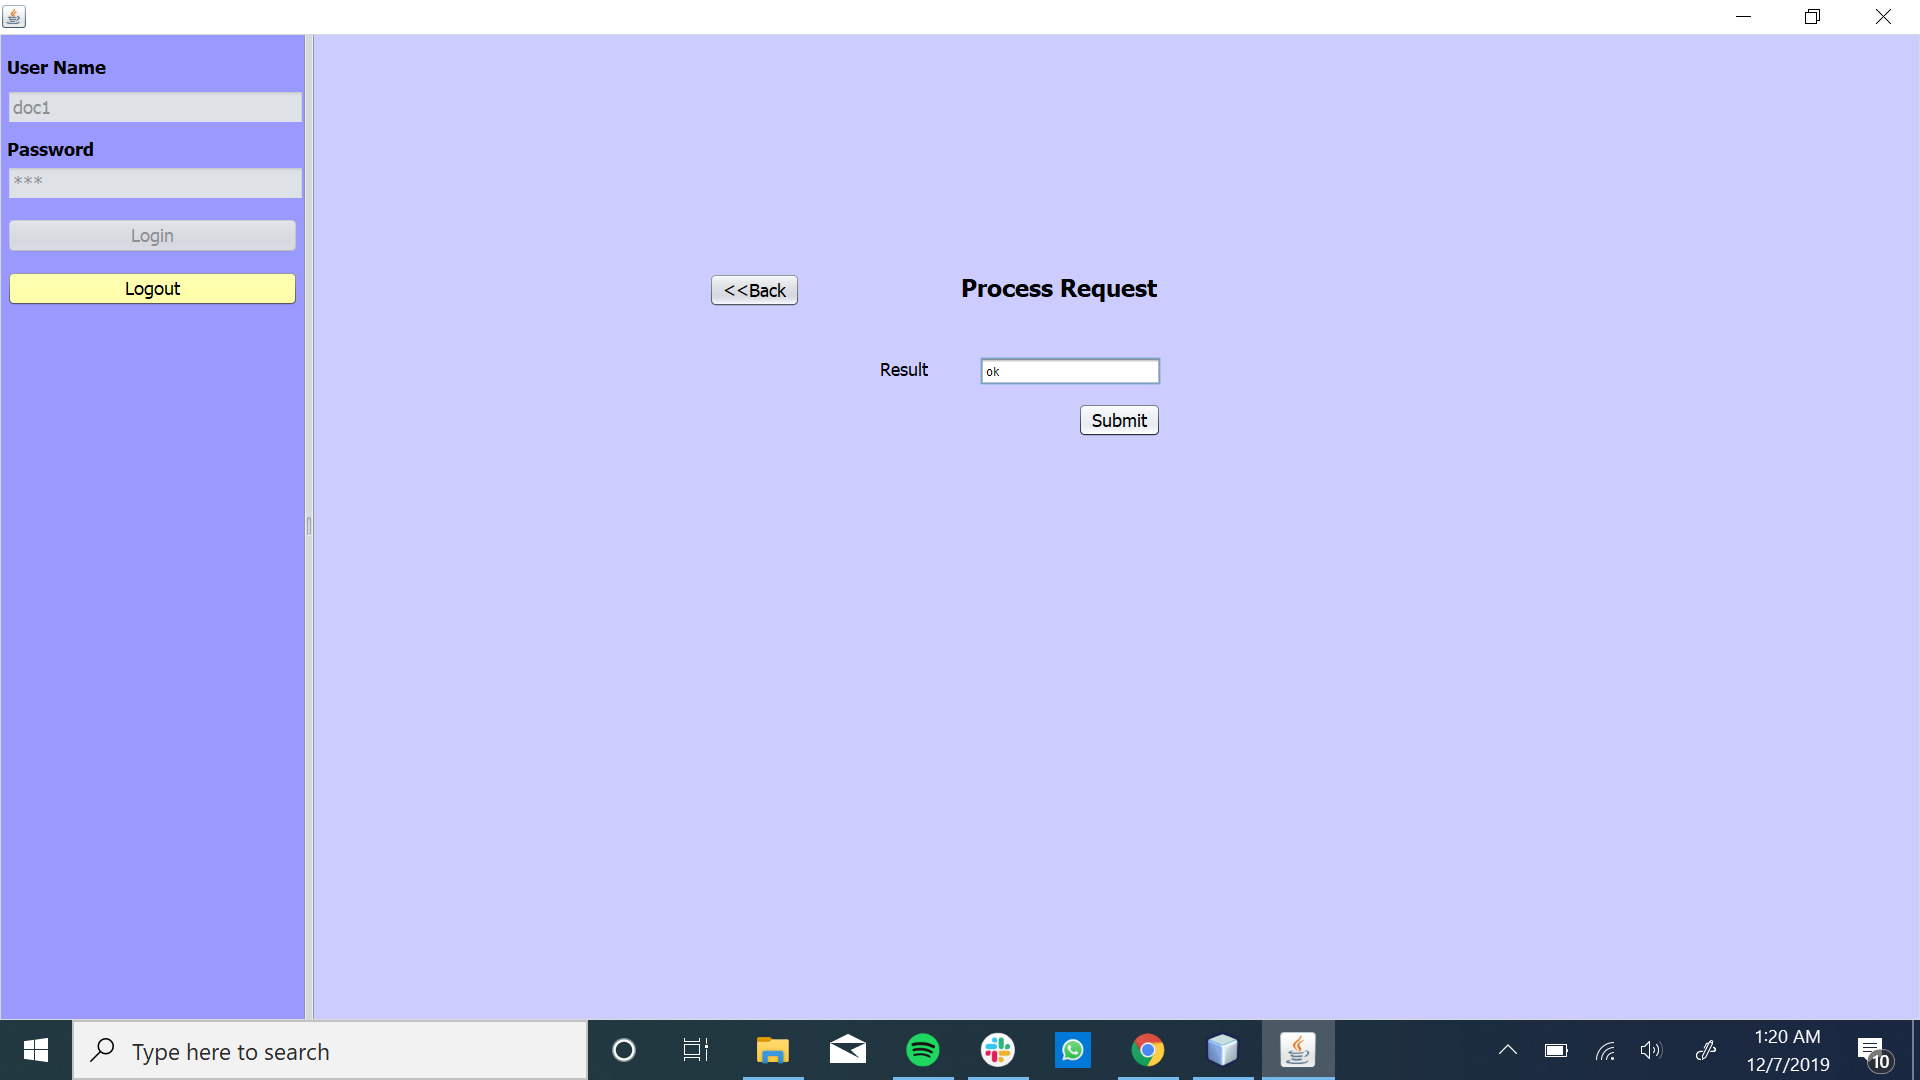 User Name
doc1
Password
***
Login
Logout
<<Back
Process Request
Result
ok
Submit
Type here to search
1:20 AM
12/7/2019
10